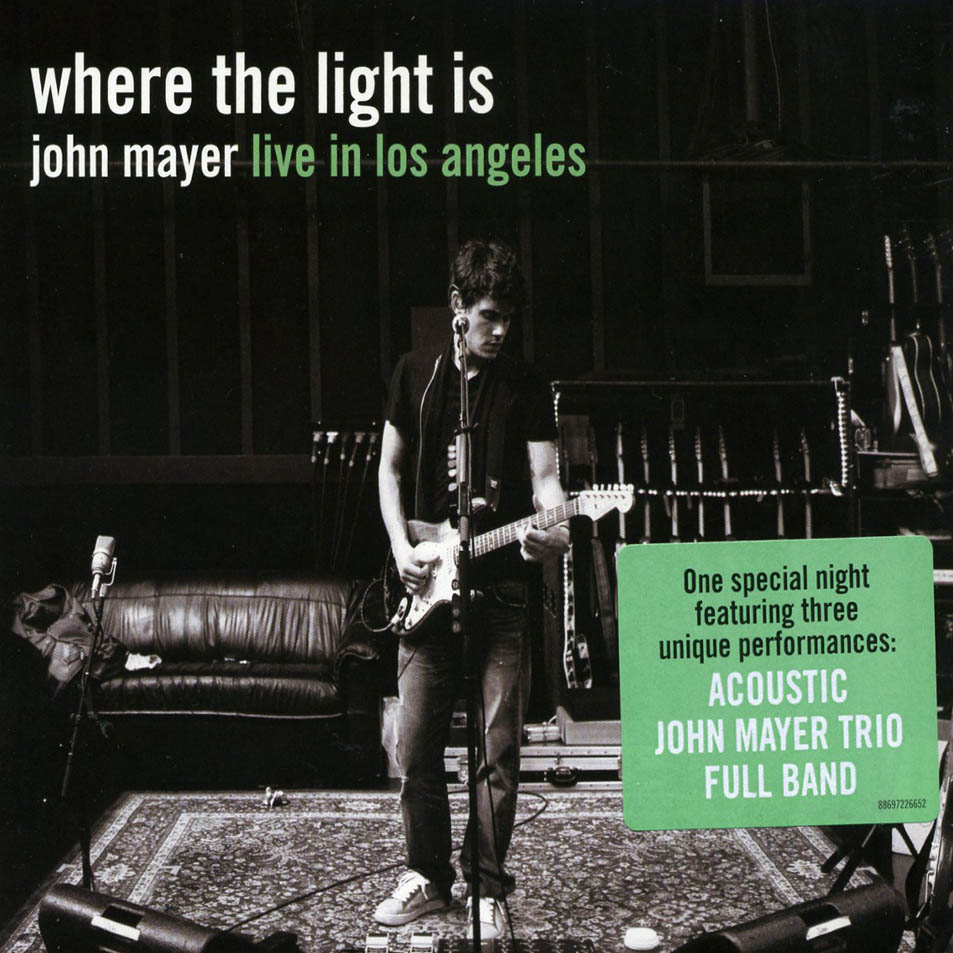 where the light is
john mayer live in los angeles
One special night
featuring three
unique performances:
ACOUSTIC
JOHN MAYER TRIO
FULL BAND
88697226652